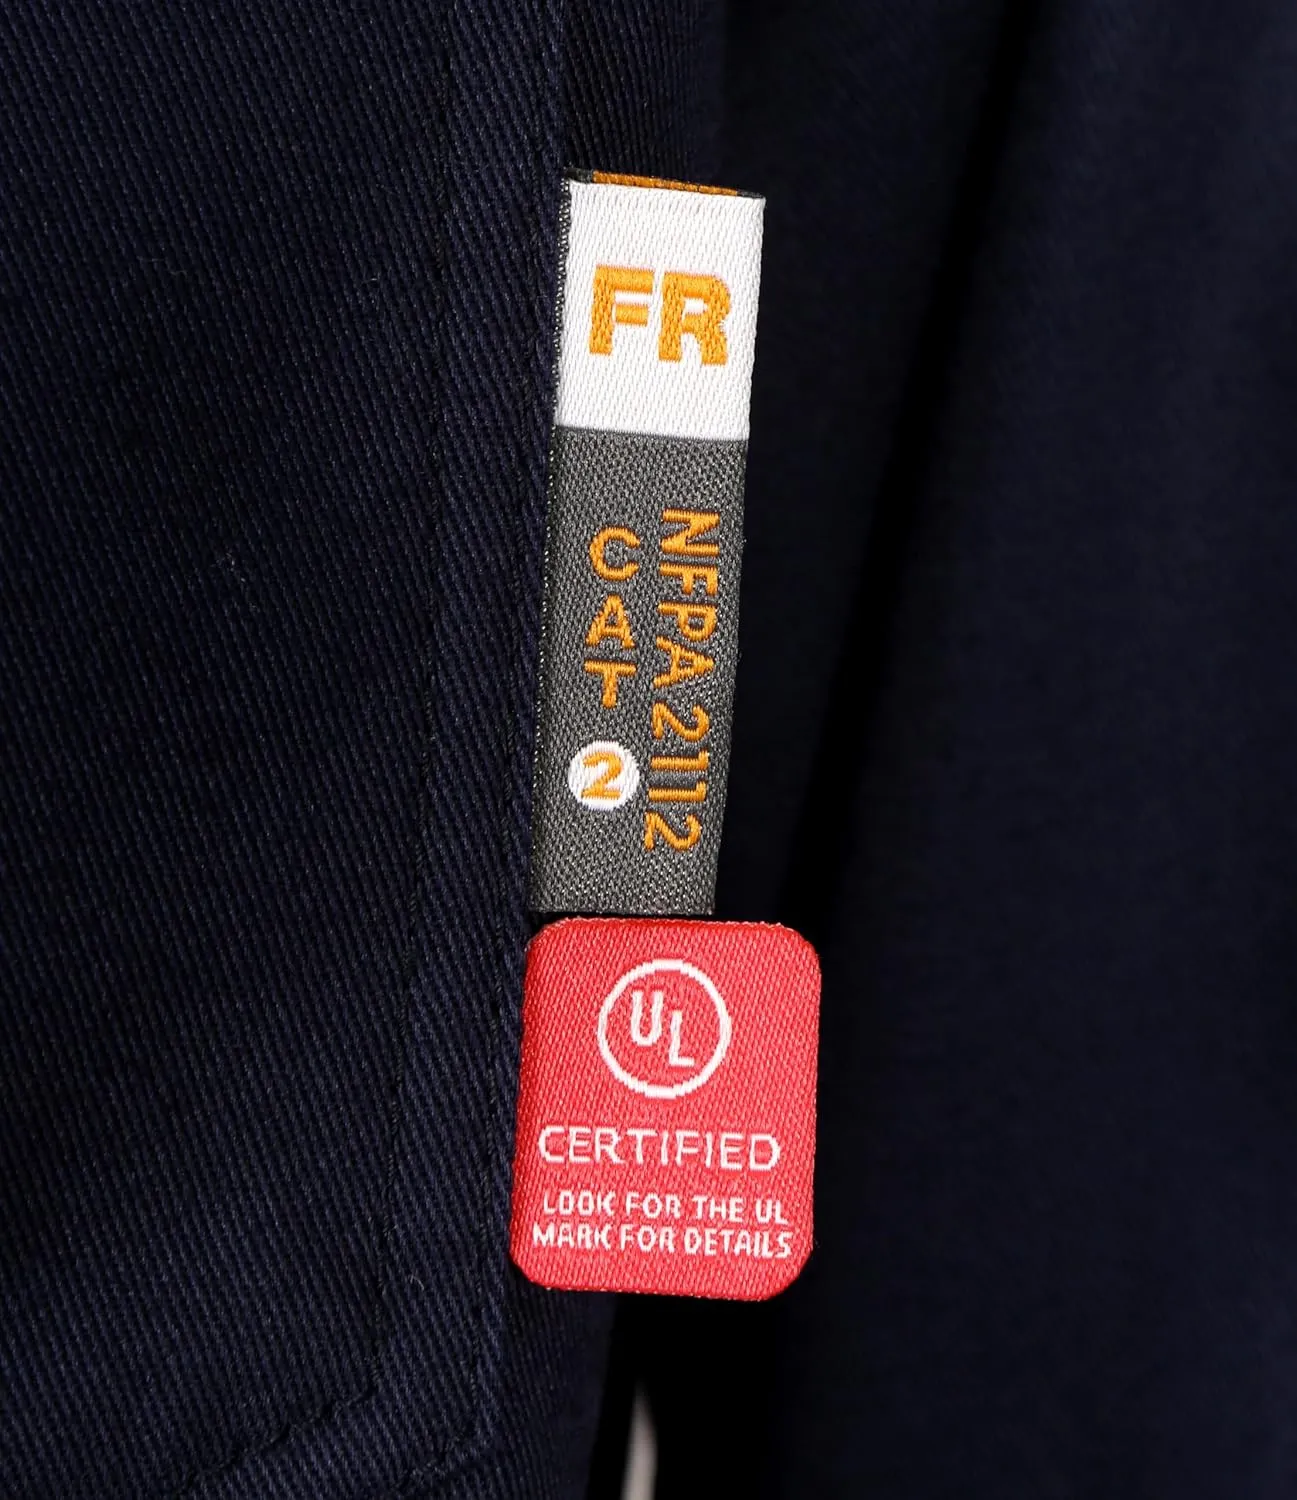 FR
NFPA 2112
CAT 2
UL
CERTIFIED
LOOK FOR THE UL
MARK FOR DETAILS